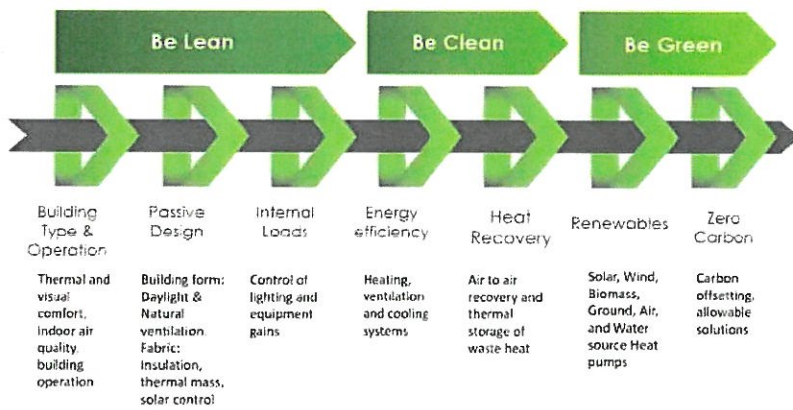 Be Lean
Be Clean
Be Green
Building
Type &
Operation
Thermal and
visual
comfort,
indoor air
quality,
building
operation
Passive
Design
Building form:
Daylight &
Natural
ventilation.
Fabric:
Insulation,
thermal mass,
solar control
Internal
Loads
Control of
lighting and
equipment
gains
Energy
efficiency
Heating,
ventilation
and cooling
systems
Heat
Recovery
Air to air
recovery and
thermal
storage of
waste heat
Renewables
Solar, Wind,
Biomass,
Ground, Air,
and Water
source Heat
pumps
Zero
Carbon
Carbon
offsetting,
allowable
solutions